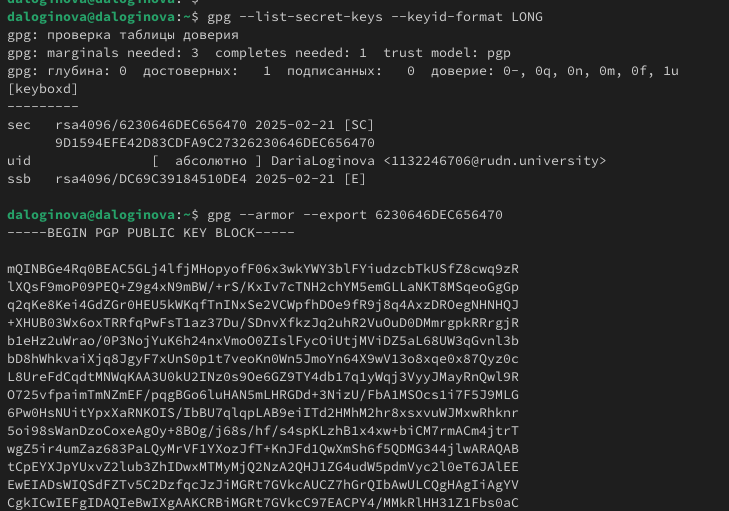 daloginova@daloginova:~$ gpg --list-secret-keys --keyid-format LONG
gpg: проверка таблицы доверия
gpg: marginals needed: 3  completes needed: 1  trust model: pgp
gpg: глубина: 0  достоверных:   1  подписанных:   0  доверие: 0-, 0q, 0n, 0m, 0f, 1u
[keyboxd]
---------
sec   rsa4096/6230646DEC656470 2025-02-21 [SC]
      9D1594EFE42D83CDFA9C27326230646DEC656470
uid              [  абсолютно ] DariaLoginova <1132246706@rudn.university>
ssb   rsa4096/DC69C39184510DE4 2025-02-21 [E]
daloginova@daloginova:~$ gpg --armor --export 6230646DEC656470
-----BEGIN PGP PUBLIC KEY BLOCK-----
mQINBGe4Rq0BEAC5GLj4lfjMHopyofF06x3wkYWY3blFYiudzcbTkUSfZ8cwq9zR
lXQsF9moP09PEQ+Z9g4xN9mBW/+rS/KxIv7cTNH2chYM5emGLLaNKT8MSqeoGgGp
q2qKe8Kei4GdZGr0HEU5kWKqfTnINxSe2VCWpfhDOe9fR9j8q4AxzDROegNHNHQJ
+XHUB03Wx6oxTRRfqPwFsT1az37Du/SDnvXfkzJq2uhR2VuOuD0DMmrgpkRRrgjR
b1eHz2uWrao/0P3NojYuK6h24nxVmoO0ZIslFycOiUtjMViDZ5aL68UW3qGvnl3b
bD8hWhkvaiXjq8JgyF7xUnS0p1t7veoKn0Wn5JmoYn64X9wV13o8xqe0x87Qyz0c
L8UreFdCqdtMNWqKAA3U0kU2INz0s9Oe6GZ9TY4db17q1yWqj3VyyJMayRnQwl9R
O725vfpaimTmNZmEF/pqgBGo6luHAN5mLHRGDd+3NizU/FbA1MSOcs1i7F5J9MLG
6Pw0HsNUitYpxXaRNKOIS/IbBU7qlqpLAB9eiITd2HMhM2hr8xsxvuWJMxwRhknr
5oi98sWanDzoCoxeAgOy+8BOg/j68s/hf/s4spKLzhB1x4xw+biCM7rmACm4jtrT
wgZ5ir4umZaz683PaLQyMrVF1YXozJfT+KnJFd1QwXmSh6f5QDMG344jlwARAQAB
tCpEYXJpYUxvZ2lub3ZhIDwxMTMyMjQ2NzA2QHJ1ZG4udW5pdmVyc2l0eT6JAlEE
EwEIADsWIQSdFZTv5C2DzfqcJzJiMGRt7GVkcAUCZ7hGrQIbAwULCQgHAgIiAgYV
CgkICwIEFgIDAQIeBwIXgAAKCRBiMGRt7GVkcC97EACPY4/MMkRlHH31Z1Fbs0aC